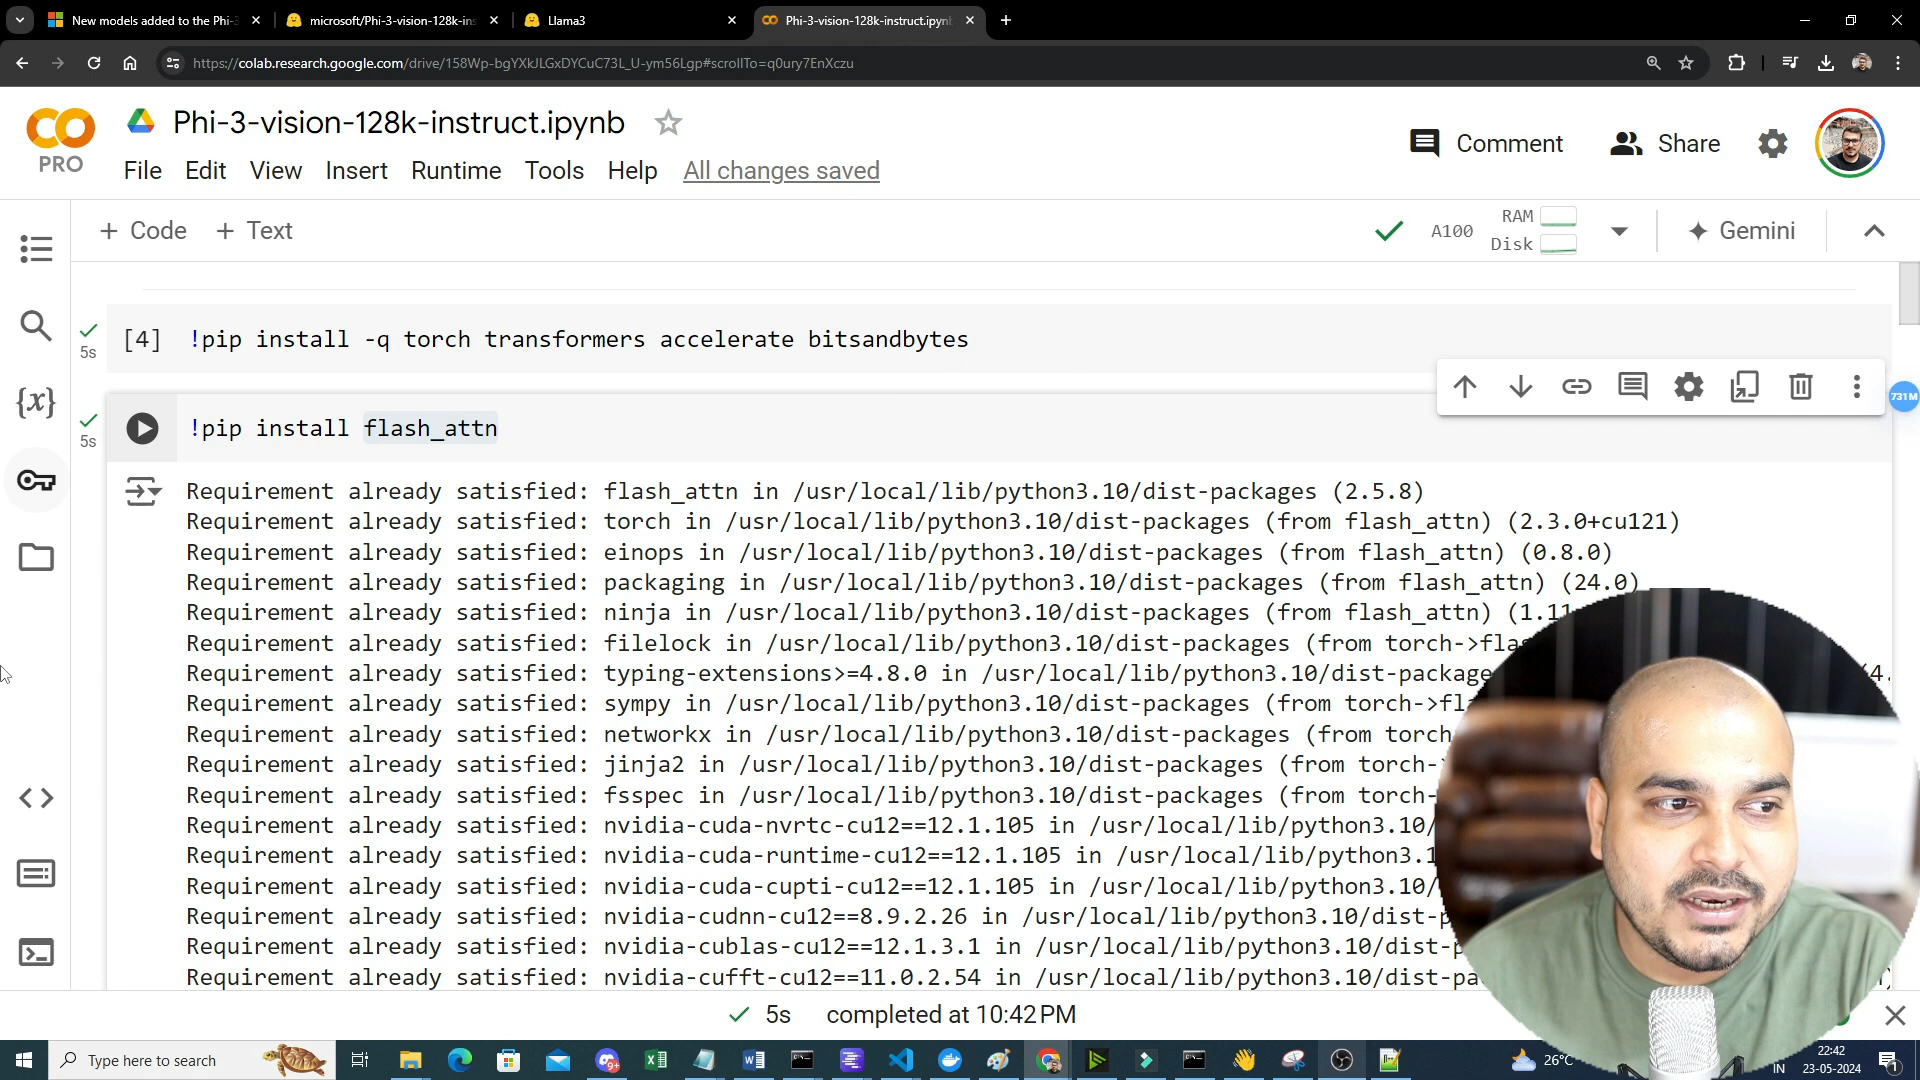 New models added to the Phi-3
microsoft/Phi-3-vision-128k-ins
Llama3
Phi-3-vision-128k-instruct.ipynb
https://colab.research.google.com/drive/158Wp-bgYXkJLGxDYCuC73L_U-ym56Lgp#scrollTo=q0ury7EnXczu
PRO
Phi-3-vision-128k-instruct.ipynb
Comment
Share
File Edit View Insert Runtime Tools Help All changes saved
+ Code + Text
A100
RAM
Disk
Gemini
5s
[4] !pip install -q torch transformers accelerate bitsandbytes
731M
5s
!pip install flash_attn
Requirement already satisfied: flash_attn in /usr/local/lib/python3.10/dist-packages (2.5.8)
Requirement already satisfied: torch in /usr/local/lib/python3.10/dist-packages (from flash_attn) (2.3.0+cu121)
Requirement already satisfied: einops in /usr/local/lib/python3.10/dist-packages (from flash_attn) (0.8.0)
Requirement already satisfied: packaging in /usr/local/lib/python3.10/dist-packages (from flash_attn) (24.0)
Requirement already satisfied: ninja in /usr/local/lib/python3.10/dist-packages (from flash_attn) (1.11
Requirement already satisfied: filelock in /usr/local/lib/python3.10/dist-packages (from torch->flas
Requirement already satisfied: typing-extensions>=4.8.0 in /usr/local/lib/python3.10/dist-package (4.
Requirement already satisfied: sympy in /usr/local/lib/python3.10/dist-packages (from torch->fl
Requirement already satisfied: networkx in /usr/local/lib/python3.10/dist-packages (from torch
Requirement already satisfied: jinja2 in /usr/local/lib/python3.10/dist-packages (from torch-
Requirement already satisfied: fsspec in /usr/local/lib/python3.10/dist-packages (from torch-
Requirement already satisfied: nvidia-cuda-nvrtc-cu12==12.1.105 in /usr/local/lib/python3.10/
Requirement already satisfied: nvidia-cuda-runtime-cu12==12.1.105 in /usr/local/lib/python3.1
Requirement already satisfied: nvidia-cuda-cupti-cu12==12.1.105 in /usr/local/lib/python3.10/
Requirement already satisfied: nvidia-cudnn-cu12==8.9.2.26 in /usr/local/lib/python3.10/dist-p
Requirement already satisfied: nvidia-cublas-cu12==12.1.3.1 in /usr/local/lib/python3.10/dist-p
Requirement already satisfied: nvidia-cufft-cu12==11.0.2.54 in /usr/local/lib/python3.10/dist-pa
5s completed at 10:42 PM
Type here to search
26°C
IN
22:42
23-05-2024